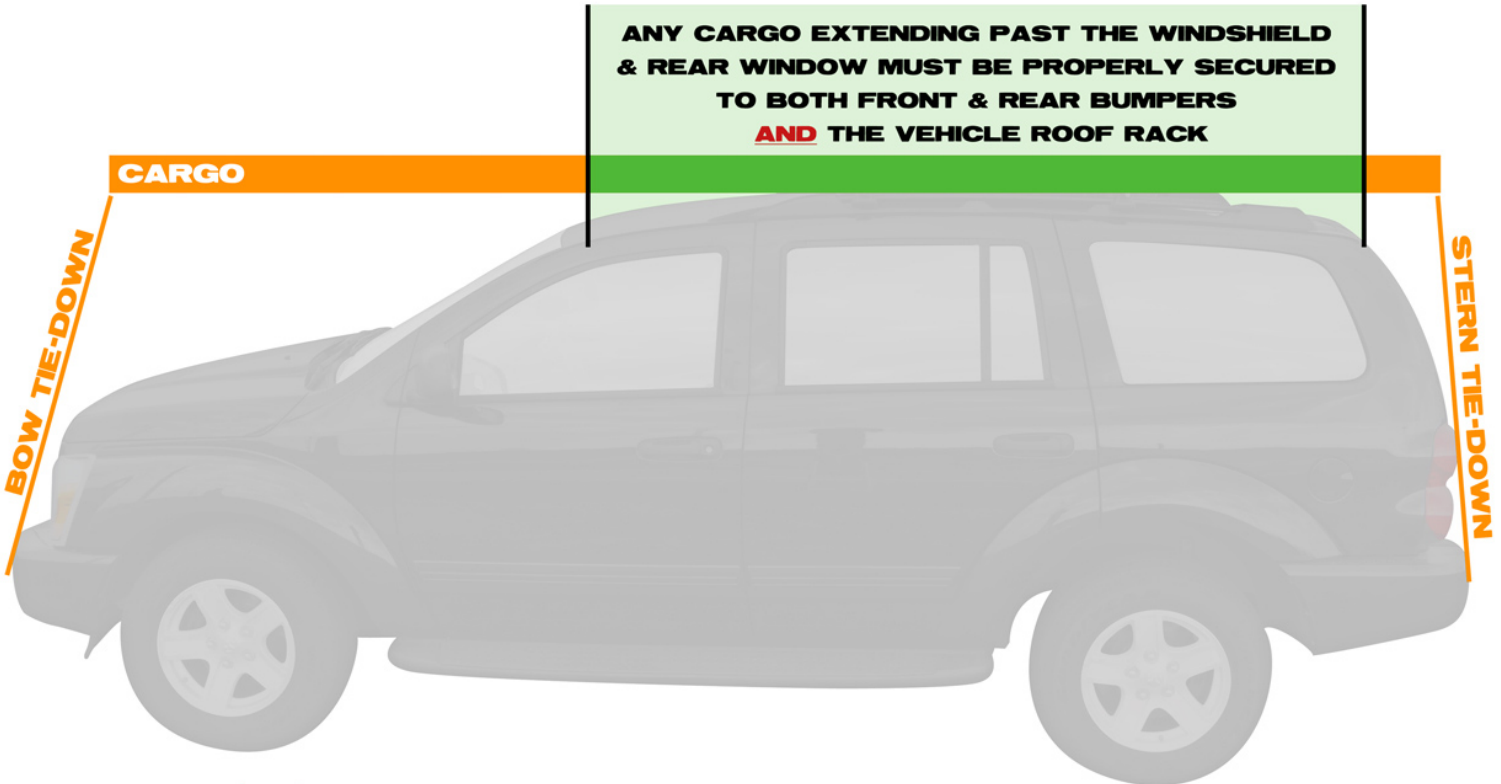 ANY CARGO EXTENDING PAST THE WINDSHIELD
& REAR WINDOW MUST BE PROPERLY SECURED
TO BOTH FRONT & REAR BUMPERS
AND THE VEHICLE ROOF RACK
CARGO
BOW TIE-DOWN
STERN TIE-DOWN